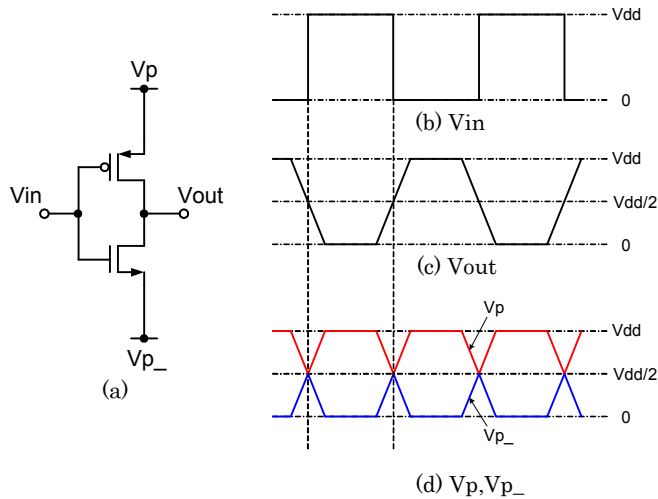 Vp
Vin
Vout
Vp_
(a)
Vdd
0
(b) Vin
Vdd
Vdd/2
0
(c) Vout
Vp
Vdd
Vdd/2
0
Vp_
(d) Vp,Vp_